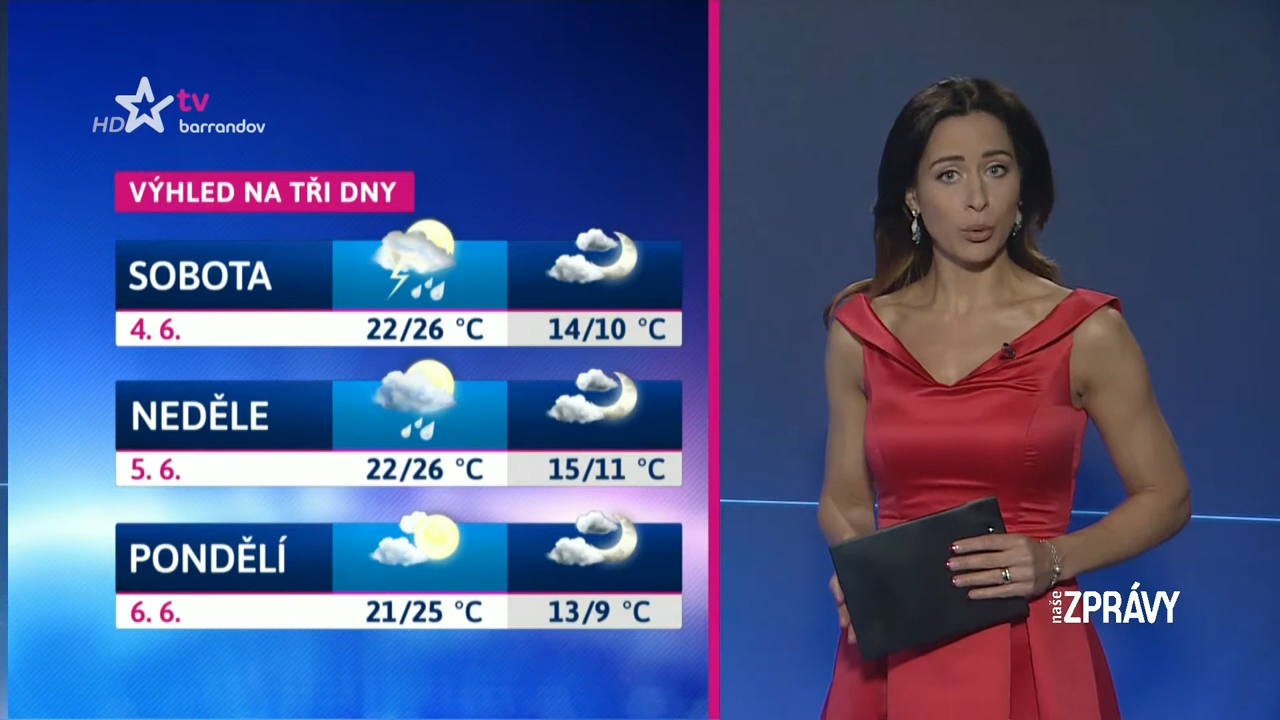 HD tv
barrandov
VÝHLED NA TŘI DNY
SOBOTA
4. 6. 22/26 °C 14/10 °C
NEDĚLE
5. 6. 22/26 °C 15/11 °C
PONDĚLÍ
6. 6. 21/25 °C 13/9 °C
naše ZPRÁVY